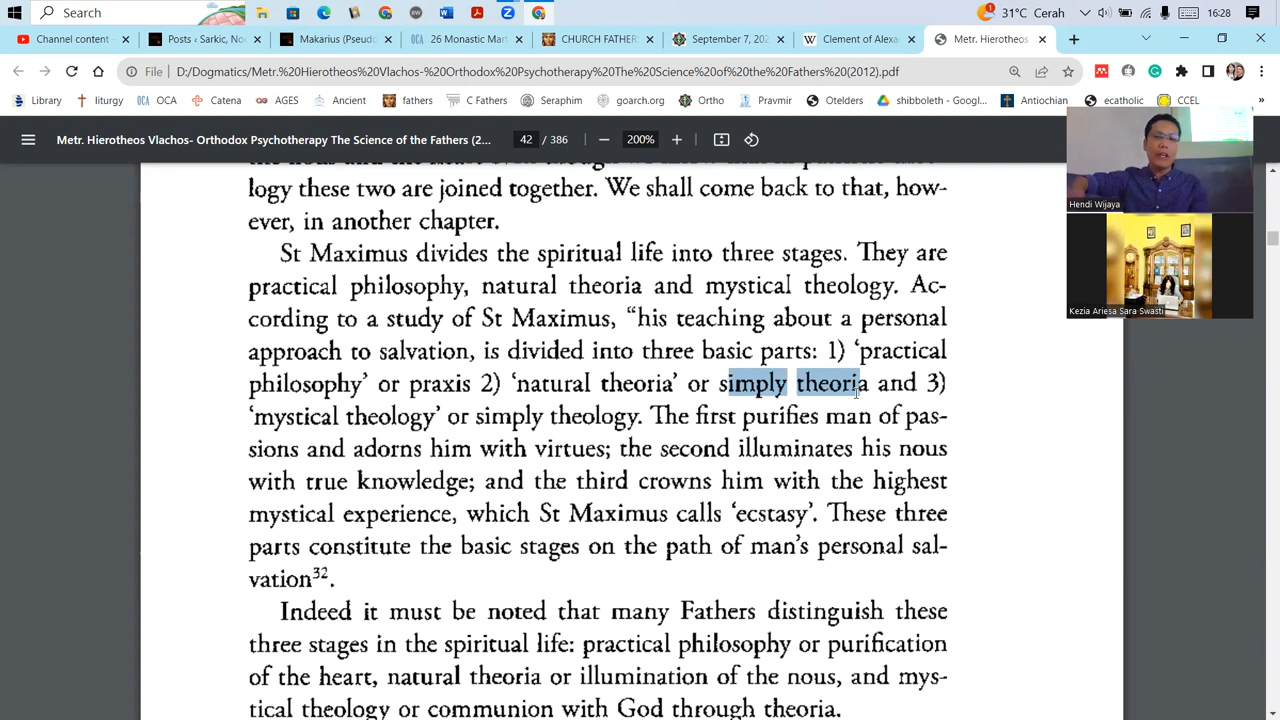 Search
31°C Cerah
16:28
Channel content -
Posts ‹ Sarkic, No
Makarius (Pseudo
OCA 26 Monastic Mart
CHURCH FATHER
September 7, 202
Clement of Alexa
Metr. Hierotheos
File D:/Dogmatics/Metr.%20Hierotheos%20Vlachos-%20Orthodox%20Psychotherapy%20The%20Science%20of%20the%20Fathers%20(2012).pdf
Library liturgy OCA OCA Catena AGES Ancient fathers C Fathers Seraphim goarch.org Ortho Pravmir Otelders shibboleth - Googl... Antiochian ecatholic CCEL
Metr. Hierotheos Vlachos- Orthodox Psychotherapy The Science of the Fathers (2... 42 / 386 200%
logy these two are joined together. We shall come back to that, how-
ever, in another chapter.
St Maximus divides the spiritual life into three stages. They are
practical philosophy, natural theoria and mystical theology. Ac-
cording to a study of St Maximus, “his teaching about a personal
approach to salvation, is divided into three basic parts: 1) ‘practical
philosophy’ or praxis 2) ‘natural theoria’ or simply theoria and 3)
‘mystical theology’ or simply theology. The first purifies man of pas-
sions and adorns him with virtues; the second illuminates his nous
with true knowledge; and the third crowns him with the highest
mystical experience, which St Maximus calls ‘ecstasy’. These three
parts constitute the basic stages on the path of man’s personal sal-
vation32.
Indeed it must be noted that many Fathers distinguish these
three stages in the spiritual life: practical philosophy or purification
of the heart, natural theoria or illumination of the nous, and mys-
tical theology or communion with God through theoria.
Hendi Wijaya
Kezia Ariesa Sara Swasti